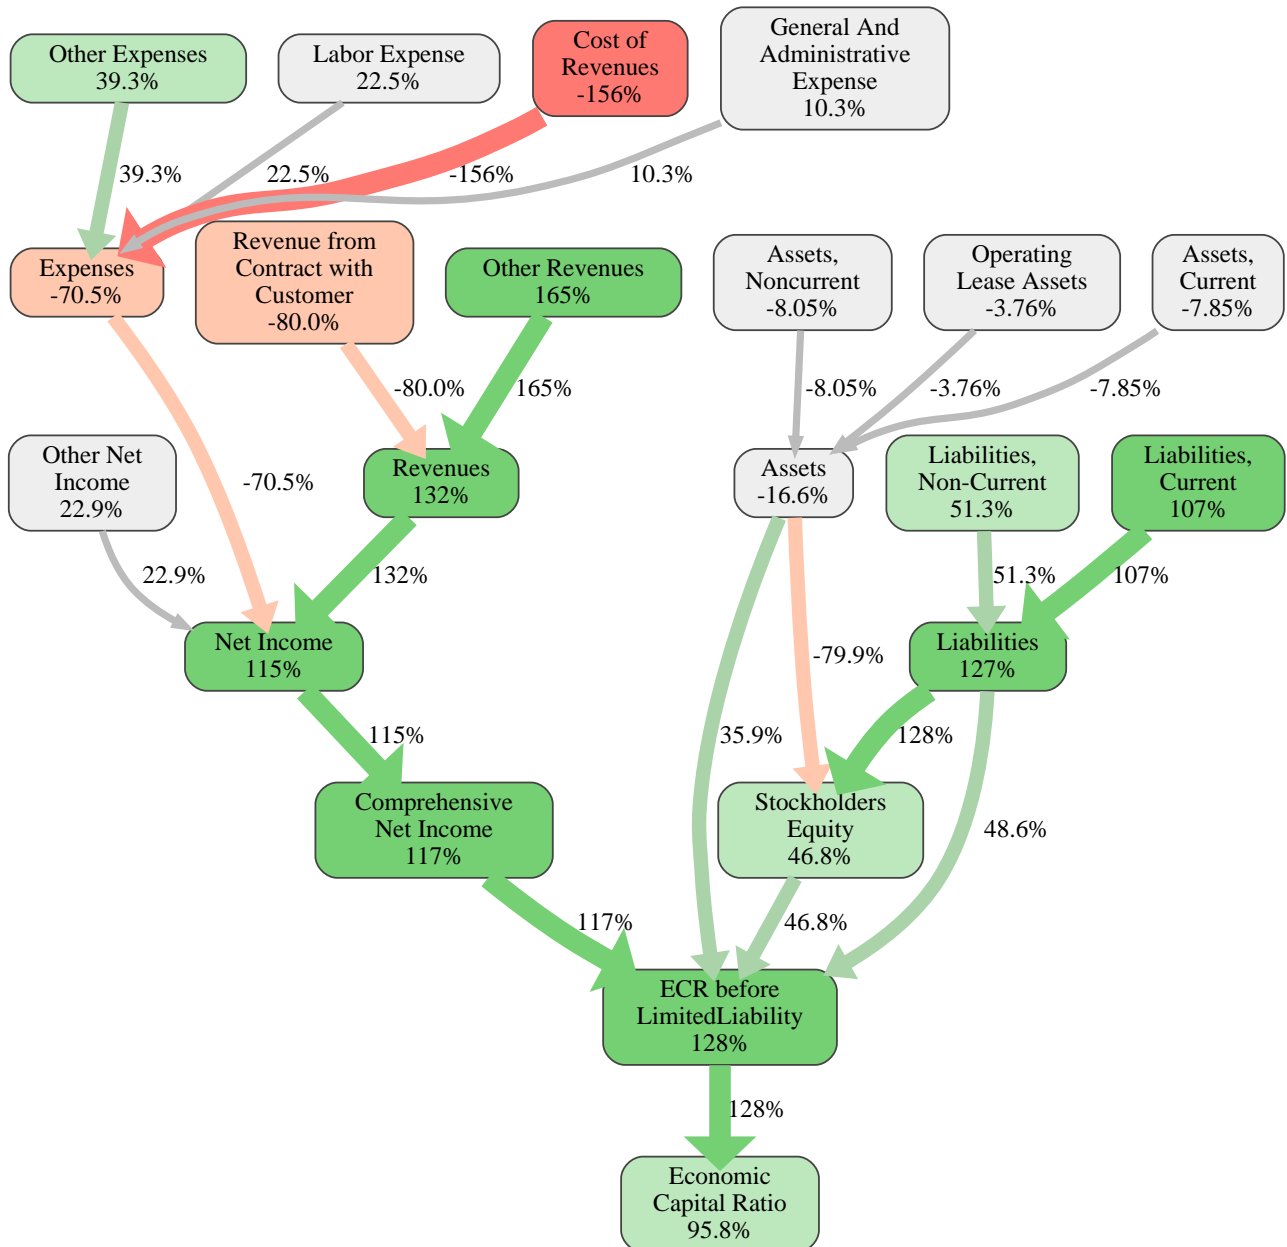 Other Expenses
39.3%
Labor Expense
22.5%
Cost of
Revenues
-156%
General And
Administrative
Expense
10.3%
39.3%
22.5%
-156%
10.3%
Expenses
-70.5%
Revenue from
Contract with
Customer
-80.0%
Other Revenues
165%
Assets,
Noncurrent
-8.05%
Operating
Lease Assets
-3.76%
Assets,
Current
-7.85%
-80.0%
165%
-8.05%
-3.76%
-7.85%
Other Net
Income
22.9%
-70.5%
Revenues
132%
Assets
-16.6%
Liabilities,
Non-Current
51.3%
Liabilities,
Current
107%
22.9%
132%
51.3%
107%
Net Income
115%
-79.9%
Liabilities
127%
115%
35.9%
128%
Comprehensive
Net Income
117%
Stockholders
Equity
46.8%
48.6%
117%
46.8%
ECR before
LimitedLiability
128%
128%
Economic
Capital Ratio
95.8%